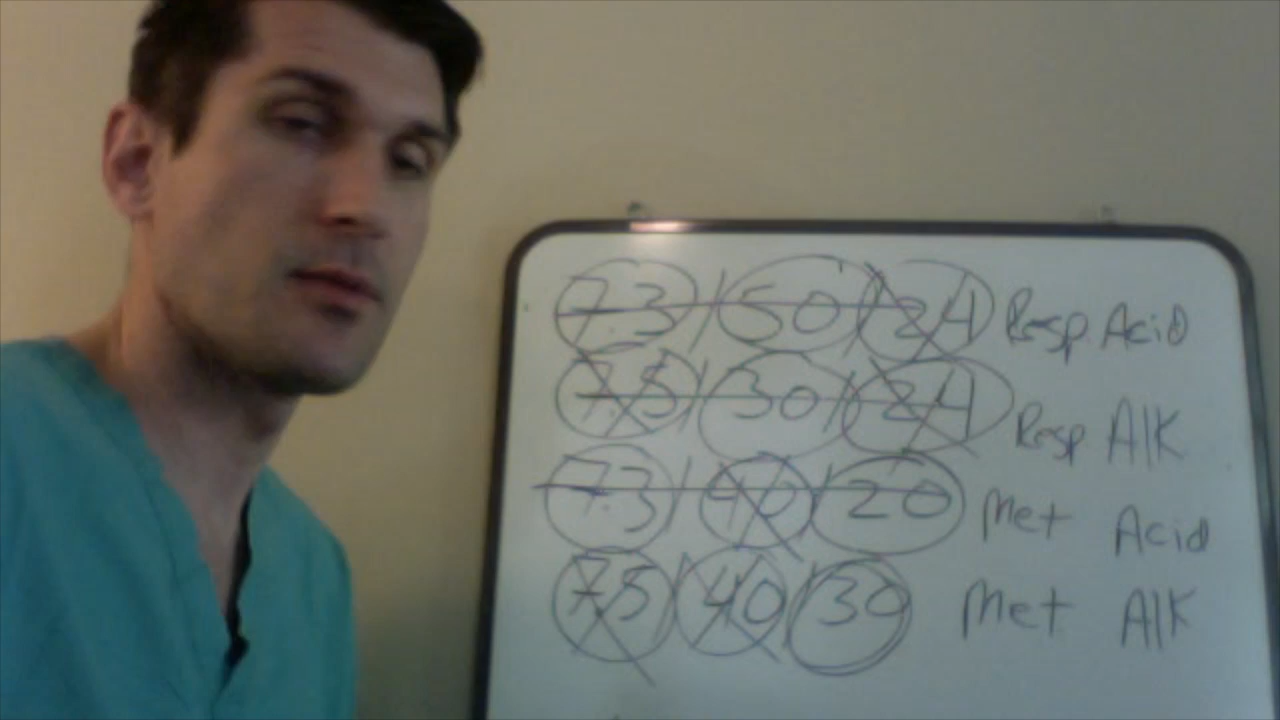 7.3/50/24 Resp Acid
7.5/30/24 Resp Alk
7.3/40/20 Met Acid
7.5/40/30 Met Alk